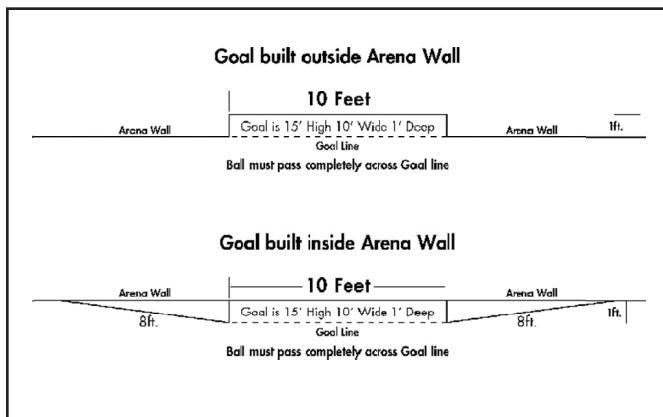 Goal built outside Arena Wall
10 Feet
Arena Wall
Goal is 15' High 10' Wide 1' Deep
Arena Wall
1ft.
Goal Line
Ball must pass completely across Goal line
Goal built inside Arena Wall
10 Feet
Arena Wall
Arena Wall
Goal is 15' High 10' Wide 1' Deep
1ft.
8ft.
Goal Line
8ft.
Ball must pass completely across Goal line